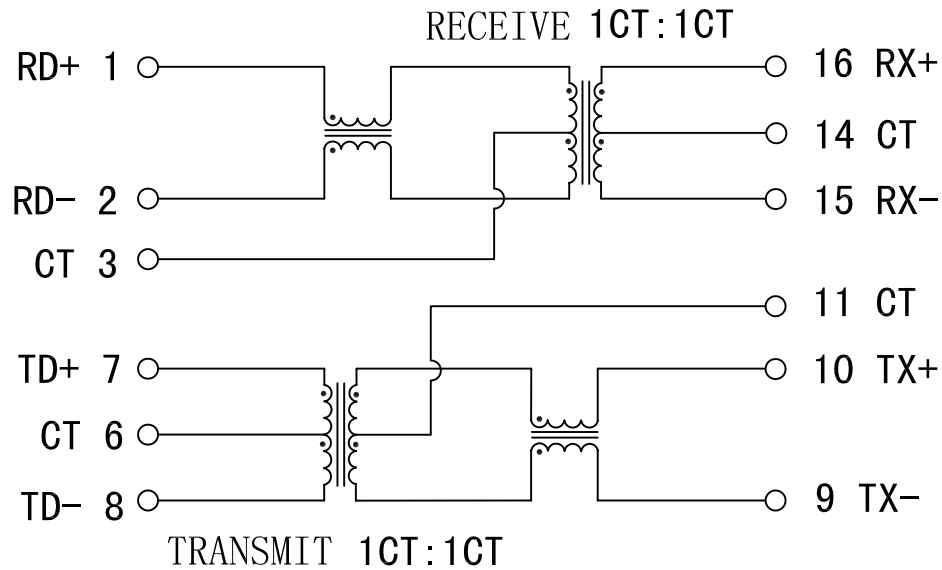 RECEIVE 1CT:1CT
RD+ 1
16 RX+
14 CT
RD- 2
15 RX-
CT 3
11 CT
TD+ 7
10 TX+
CT 6
TD- 8
9 TX-
TRANSMIT 1CT:1CT